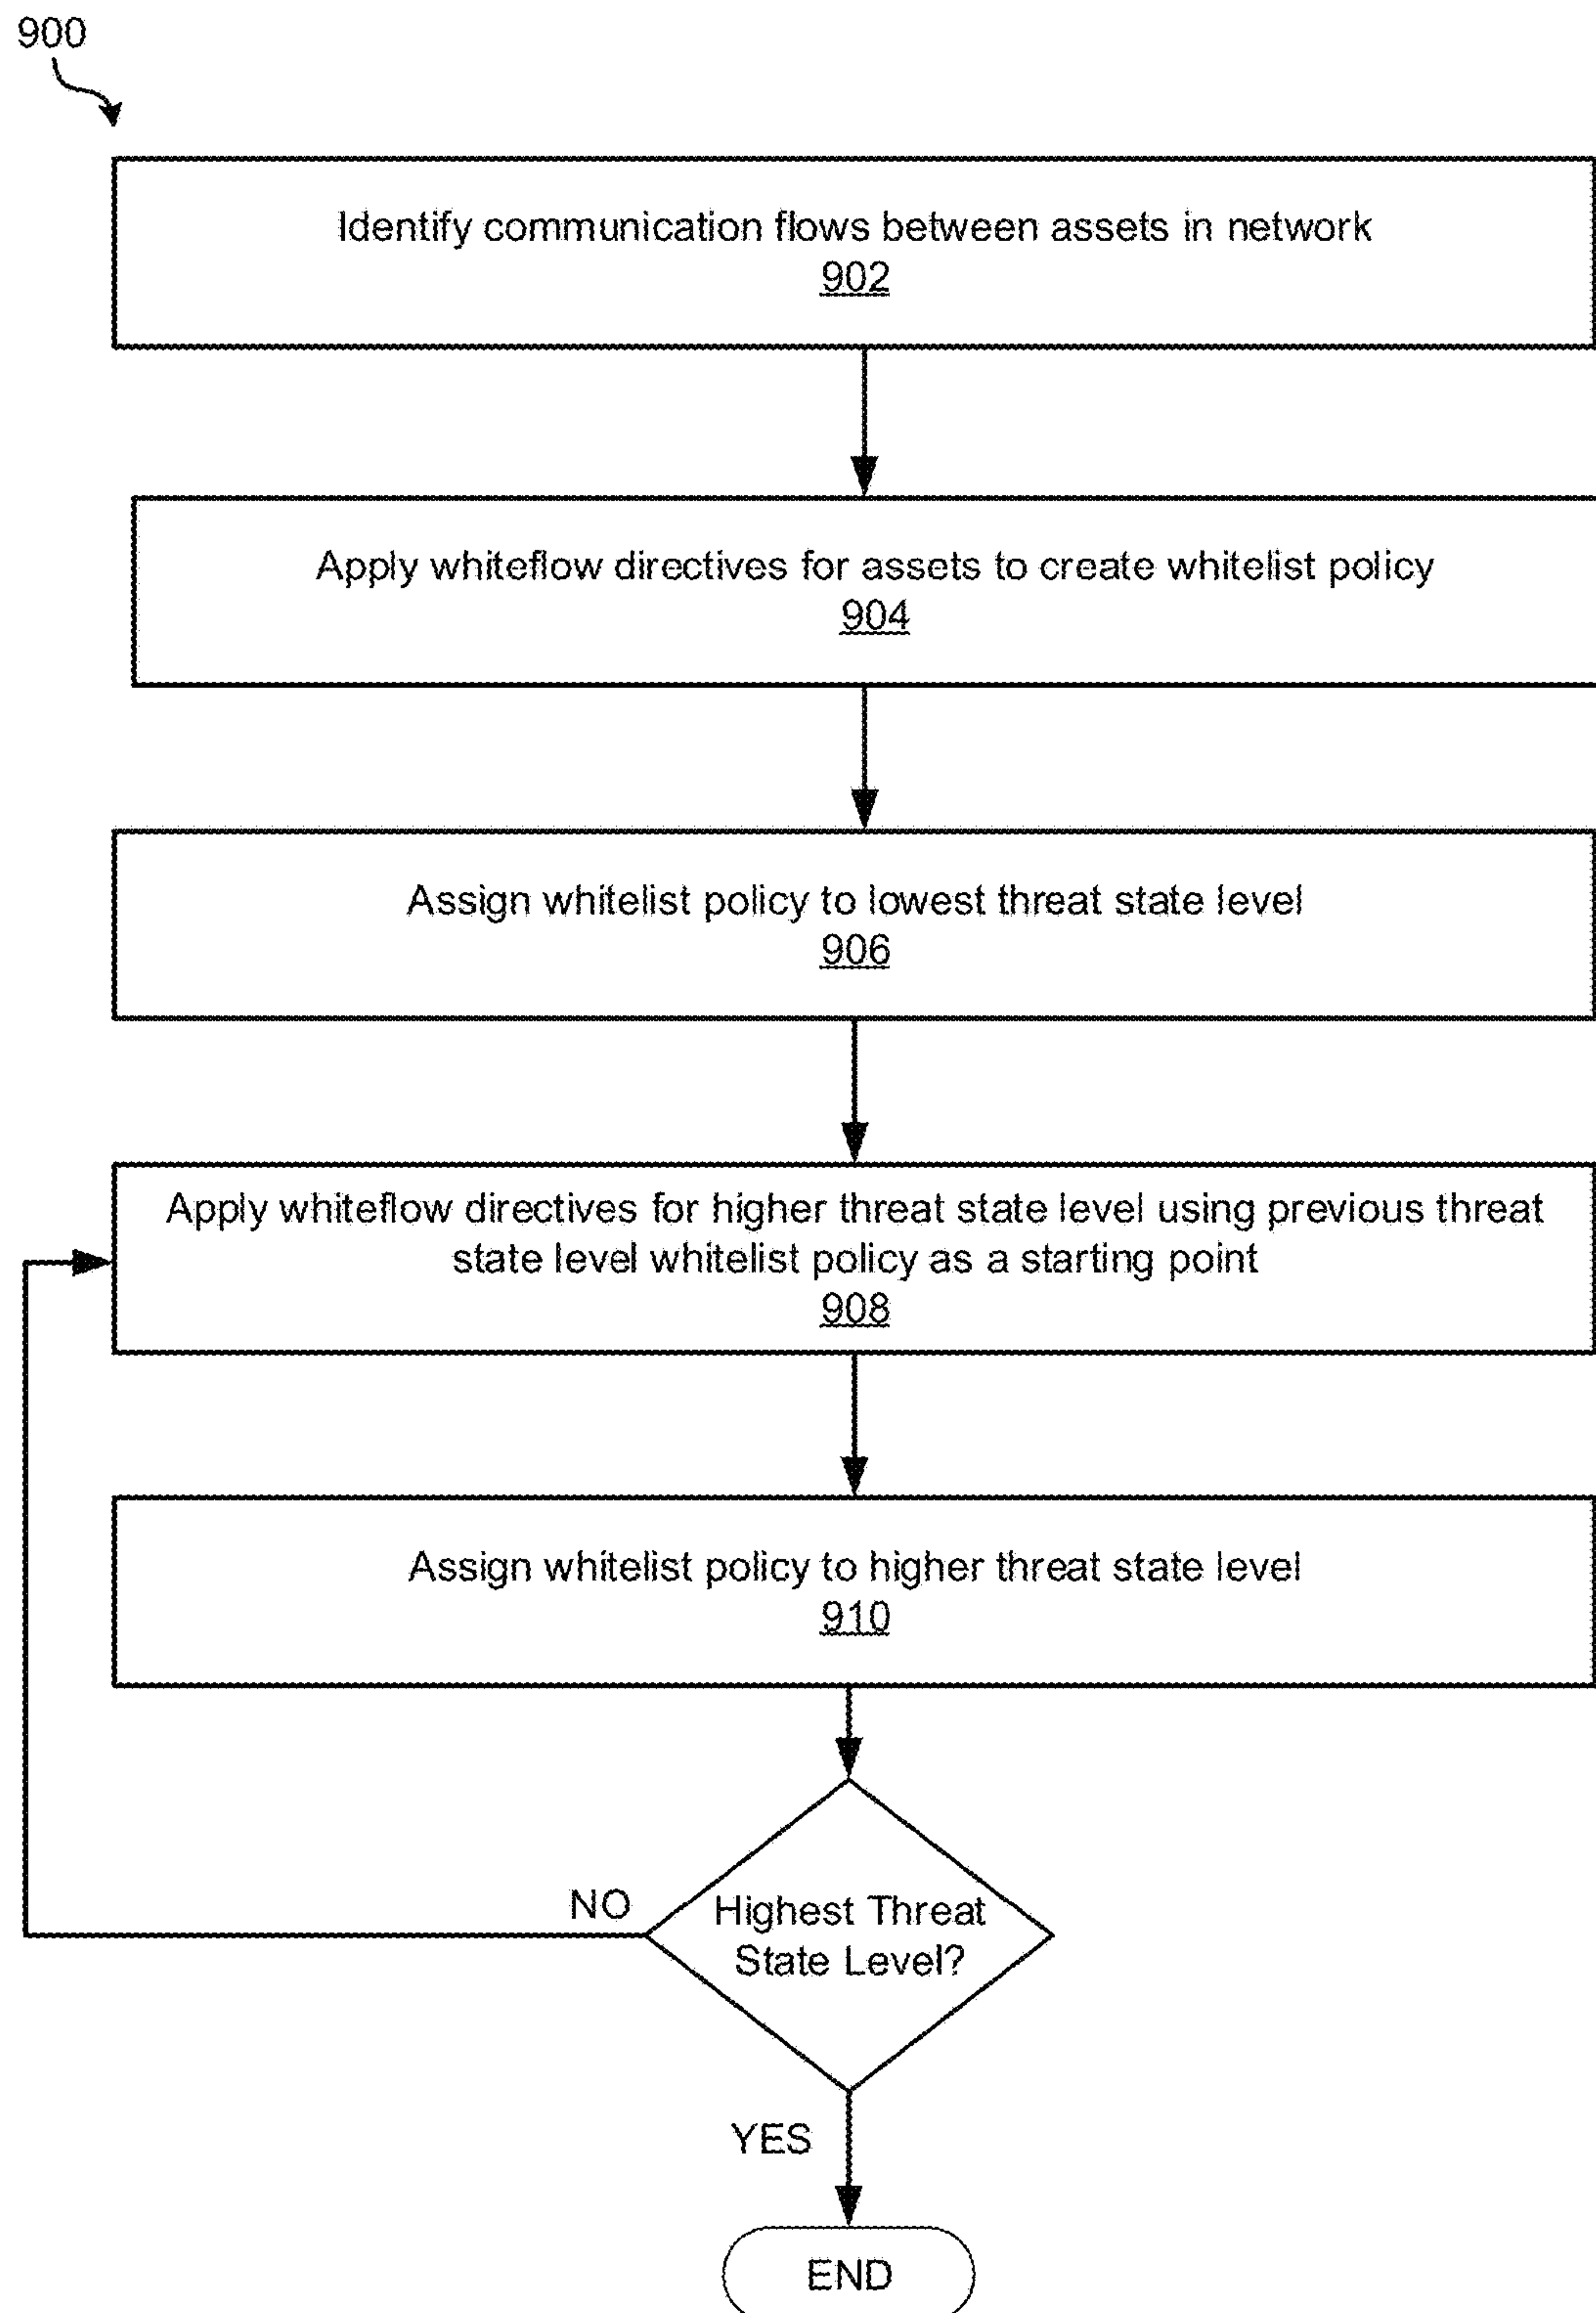 900
Identify communication flows between assets in network
902
Apply whiteflow directives for assets to create whitelist policy
904
Assign whitelist policy to lowest threat state level
906
Apply whiteflow directives for higher threat state level using previous threat
state level whitelist policy as a starting point
908
Assign whitelist policy to higher threat state level
910
NO
Highest Threat
State Level?
YES
END